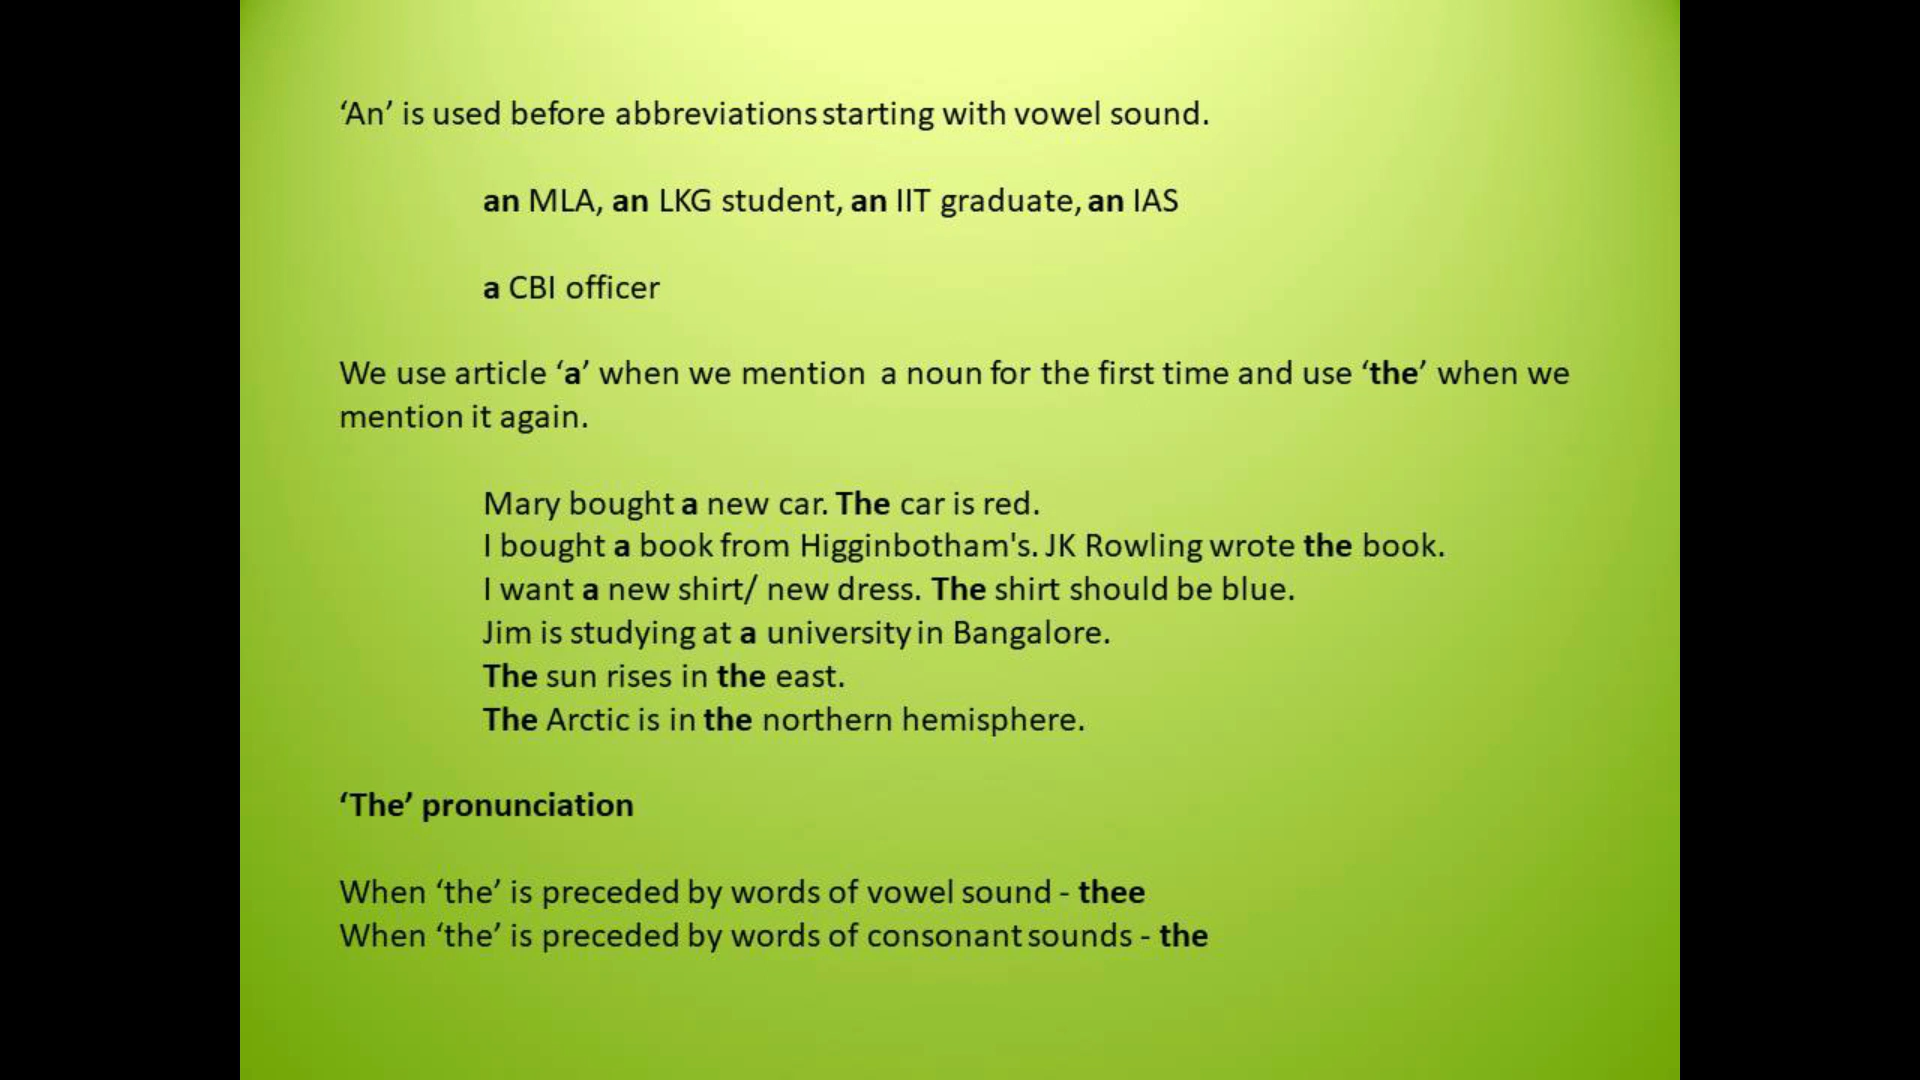 ‘An’ is used before abbreviations starting with vowel sound.
an MLA, an LKG student, an IIT graduate, an IAS
a CBI officer
We use article ‘a’ when we mention a noun for the first time and use ‘the’ when we
mention it again.
Mary bought a new car. The car is red.
I bought a book from Higginbotham's. JK Rowling wrote the book.
I want a new shirt/ new dress. The shirt should be blue.
Jim is studying at a university in Bangalore.
The sun rises in the east.
The Arctic is in the northern hemisphere.
‘The’ pronunciation
When ‘the’ is preceded by words of vowel sound - thee
When ‘the’ is preceded by words of consonant sounds - the